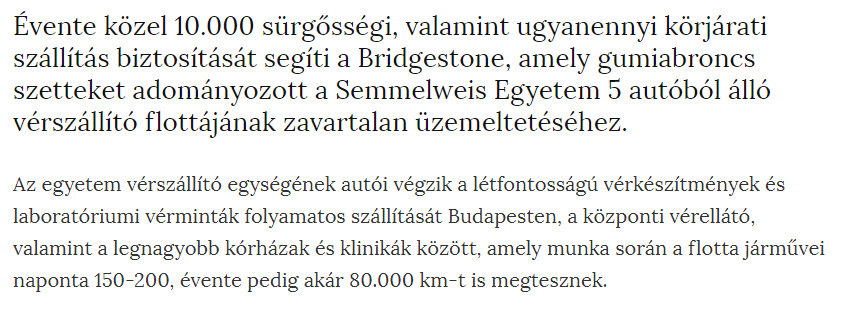 Évente közel 10.000 sürgősségi, valamint ugyanennyi körjárati
szállítás biztosítását segíti a Bridgestone, amely gumiabroncs
szetteket adományozott a Semmelweis Egyetem 5 autóból álló
vérszállító flottájának zavartalan üzemeltetéséhez.
Az egyetem vérszállító egységének autói végzik a létfontosságú vérkészítmények és
laboratóriumi vérminták folyamatos szállítását Budapesten, a központi vérellátó,
valamint a legnagyobb kórházak és klinikák között, amely munka során a flotta járművei
naponta 150-200, évente pedig akár 80.000 km-t is megtesznek.